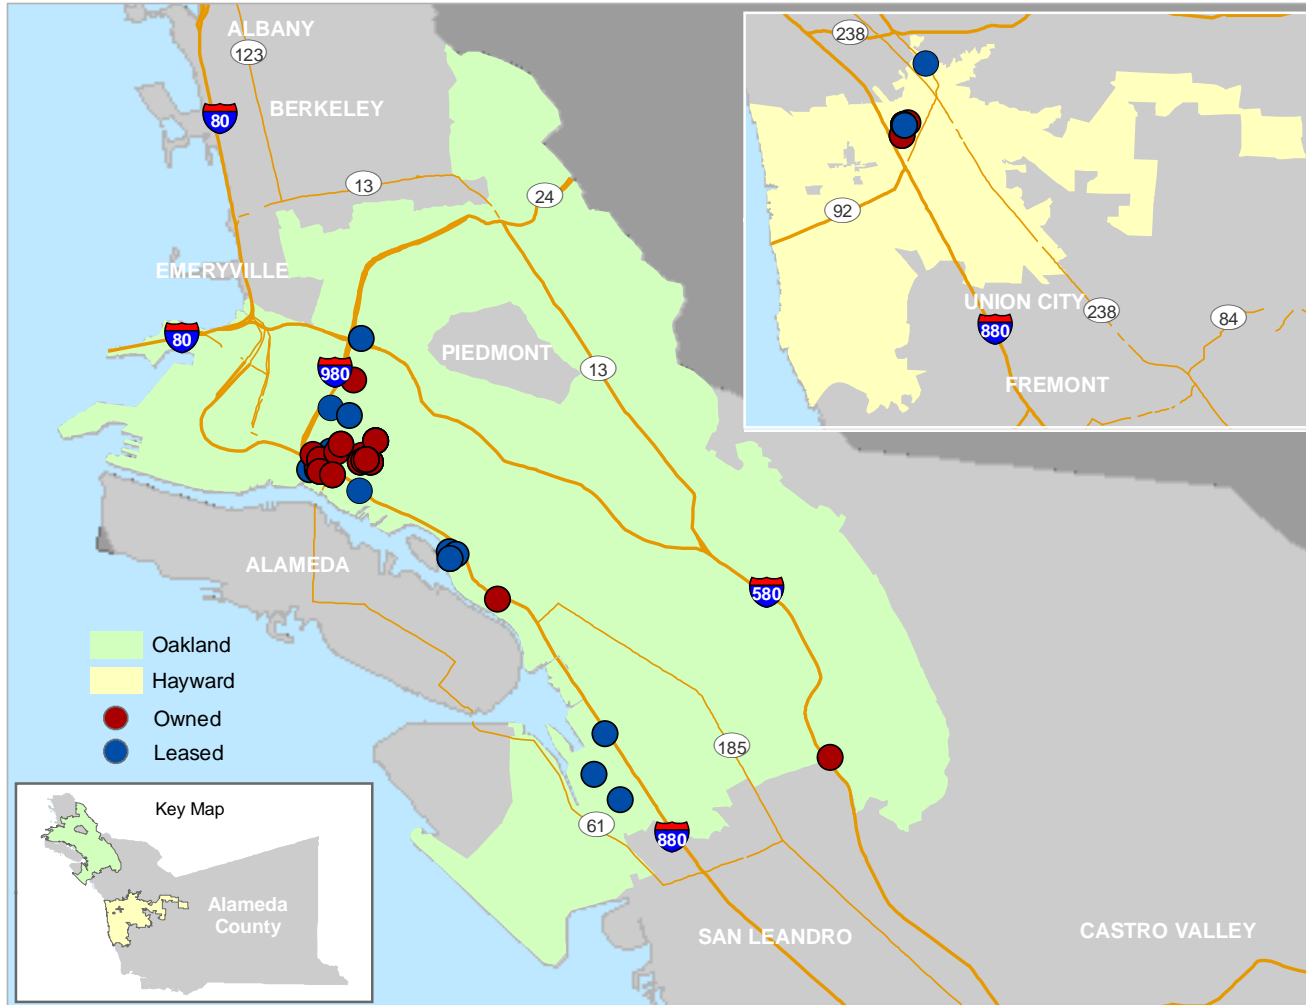 ALBANY
123
BERKELEY
80
13
24
EMERYVILLE
80
980
PIEDMONT
13
ALAMEDA
580
185
61
880
SAN LEANDRO
CASTRO VALLEY
238
92
UNION CITY
238
84
880
FREMONT
Oakland
Hayward
Owned
Leased
Key Map
Alameda
County